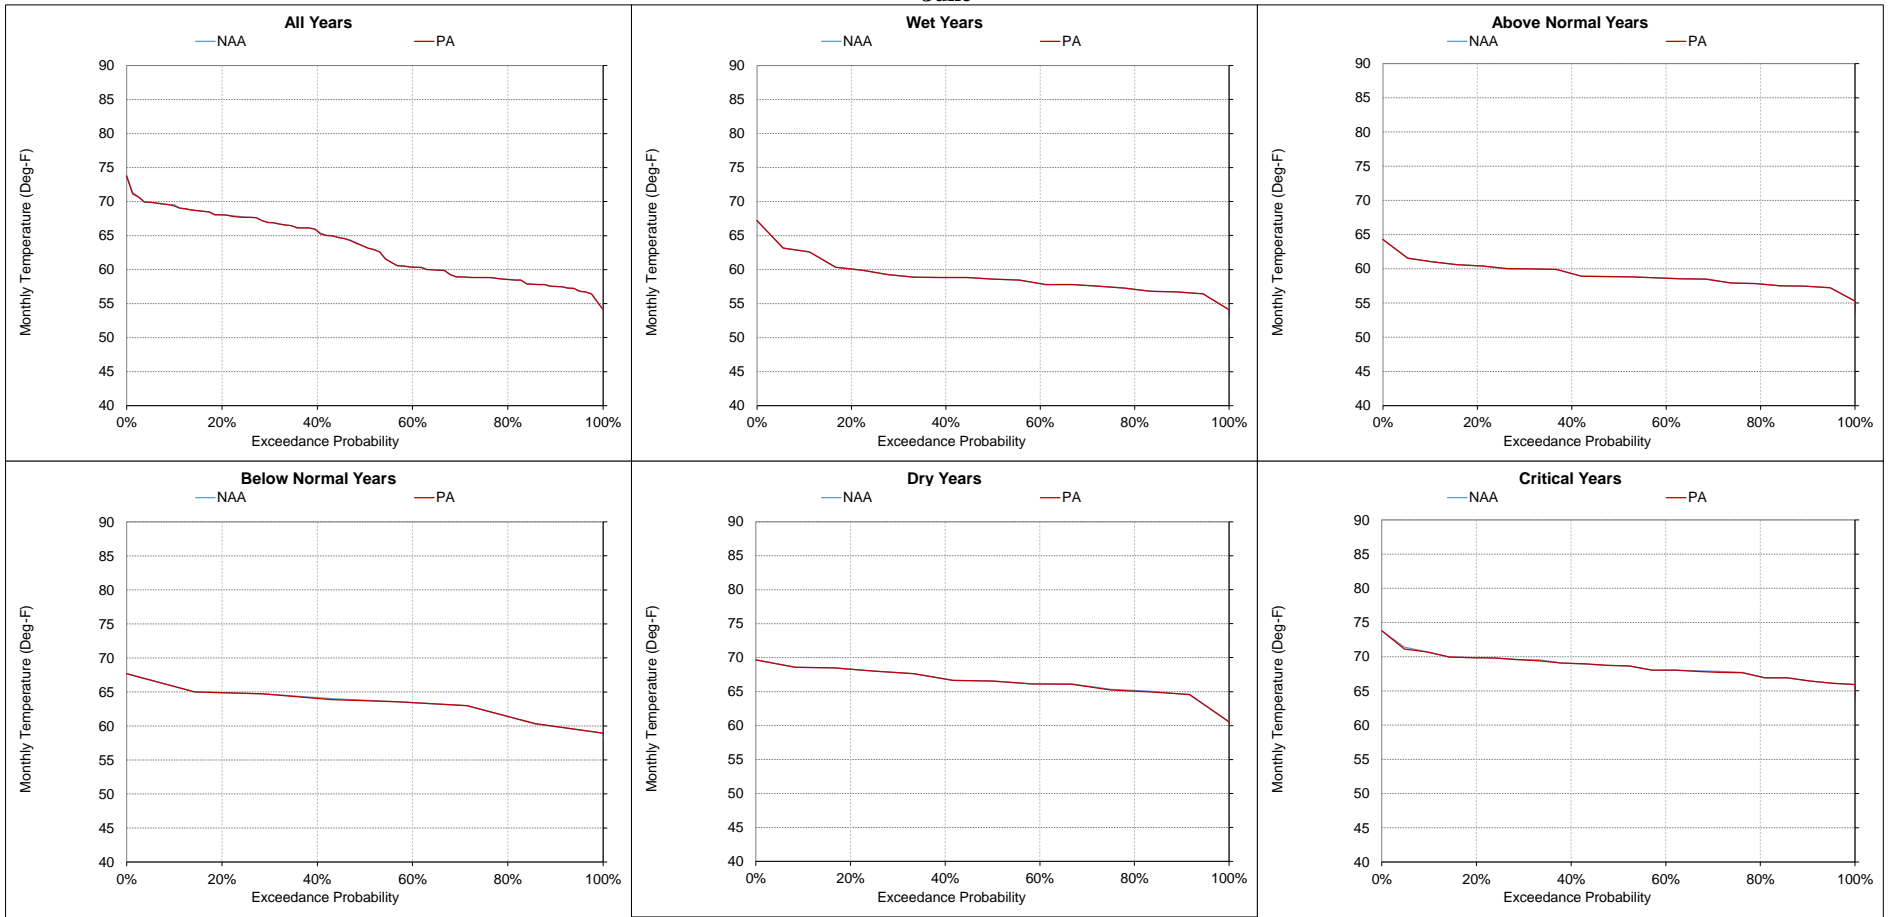 All Years
NAA PA
90
85
80
75
70
65
60
55
50
45
40
Monthly Temperature (Deg-F)
0% 20% 40% 60% 80% 100%
Exceedance Probability
Wet Years
NAA PA
90
85
80
75
70
65
60
55
50
45
40
Monthly Temperature (Deg-F)
0% 20% 40% 60% 80% 100%
Exceedance Probability
Above Normal Years
NAA PA
90
85
80
75
70
65
60
55
50
45
40
Monthly Temperature (Deg-F)
0% 20% 40% 60% 80% 100%
Exceedance Probability
Below Normal Years
NAA PA
90
85
80
75
70
65
60
55
50
45
40
Monthly Temperature (Deg-F)
0% 20% 40% 60% 80% 100%
Exceedance Probability
Dry Years
NAA PA
90
85
80
75
70
65
60
55
50
45
40
Monthly Temperature (Deg-F)
0% 20% 40% 60% 80% 100%
Exceedance Probability
Critical Years
NAA PA
90
85
80
75
70
65
60
55
50
45
40
Monthly Temperature (Deg-F)
0% 20% 40% 60% 80% 100%
Exceedance Probability